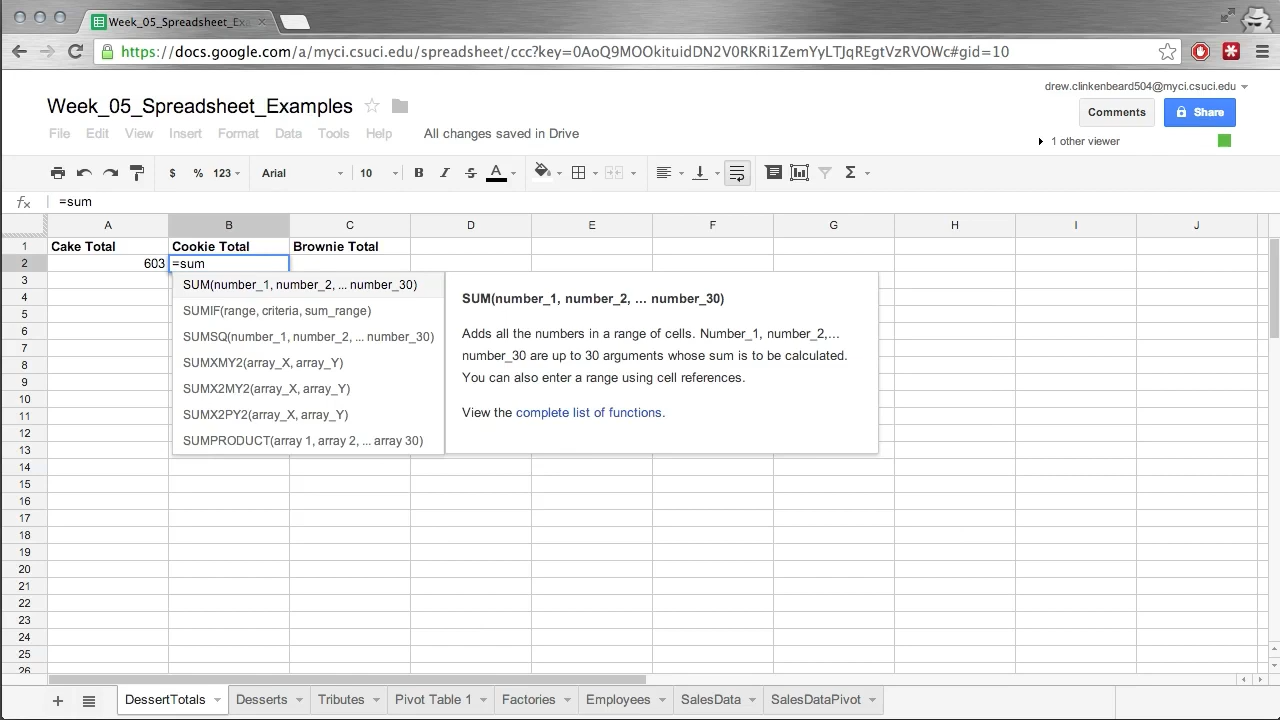 Week_05_Spreadsheet_Exa
https://docs.google.com/a/myci.csuci.edu/spreadsheet/ccc?key=0AoQ9MOOkituidDN2V0RKRi1ZemYyLTJqREgtVzRVOWc#gid=10
drew.clinkenbeard504@myci.csuci.edu
Week_05_Spreadsheet_Examples
Comments
Share
File Edit View Insert Format Data Tools Help All changes saved in Drive
1 other viewer
$ % 123 Arial 10 B I S A Σ
fx =sum
A B C D E F G H I J
1 Cake Total Cookie Total Brownie Total
2 603 =sum
3
4
5
6
7
8
9
10
11
12
13
14
15
16
17
18
19
20
21
22
23
24
25
26
SUM(number_1, number_2, ... number_30)
SUMIF(range, criteria, sum_range)
SUMSQ(number_1, number_2, ... number_30)
SUMXMY2(array_X, array_Y)
SUMX2MY2(array_X, array_Y)
SUMX2PY2(array_X, array_Y)
SUMPRODUCT(array 1, array 2, ... array 30)
SUM(number_1, number_2, ... number_30)
Adds all the numbers in a range of cells. Number_1, number_2,...
number_30 are up to 30 arguments whose sum is to be calculated.
You can also enter a range using cell references.
View the complete list of functions.
+ DessertTotals Desserts Tributes Pivot Table 1 Factories Employees SalesData SalesDataPivot